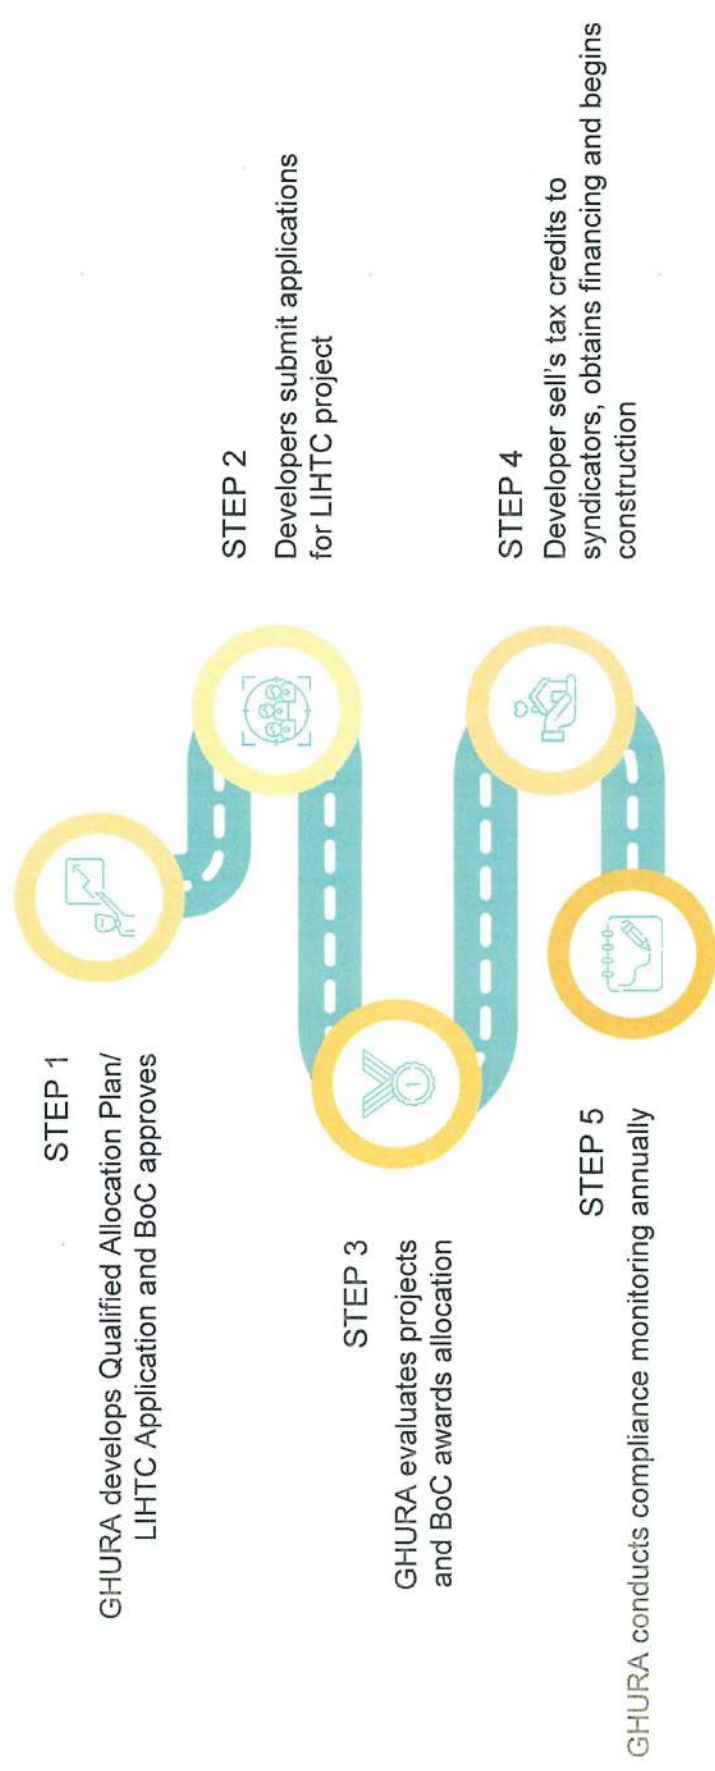 STEP 1
GHURA develops Qualified Allocation Plan/
LIHTC Application and BoC approves
STEP 2
Developers submit applications
for LIHTC project
STEP 3
GHURA evaluates projects
and BoC awards allocation
STEP 4
Developer sell's tax credits to
syndicators, obtains financing and begins
construction
STEP 5
GHURA conducts compliance monitoring annually
1